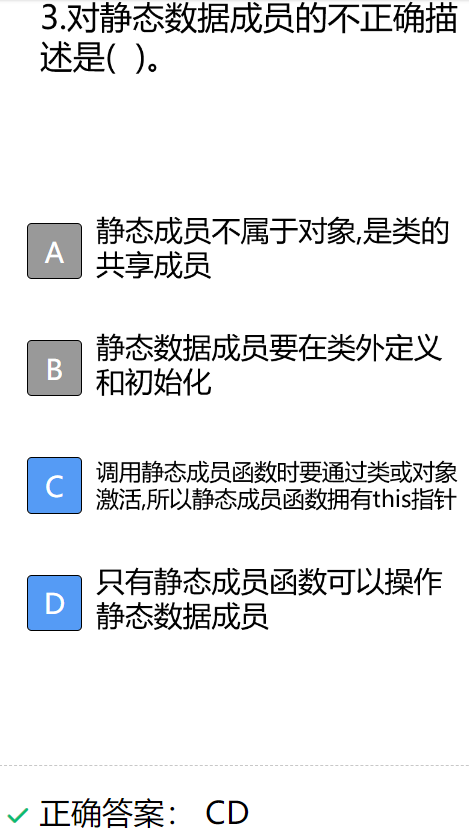 3.对静态数据成员的不正确描
述是(  )。
A
静态成员不属于对象,是类的
共享成员
B
静态数据成员要在类外定义
和初始化
C
调用静态成员函数时要通过类或对象
激活,所以静态成员函数拥有this指针
D
只有静态成员函数可以操作
静态数据成员
正确答案： CD